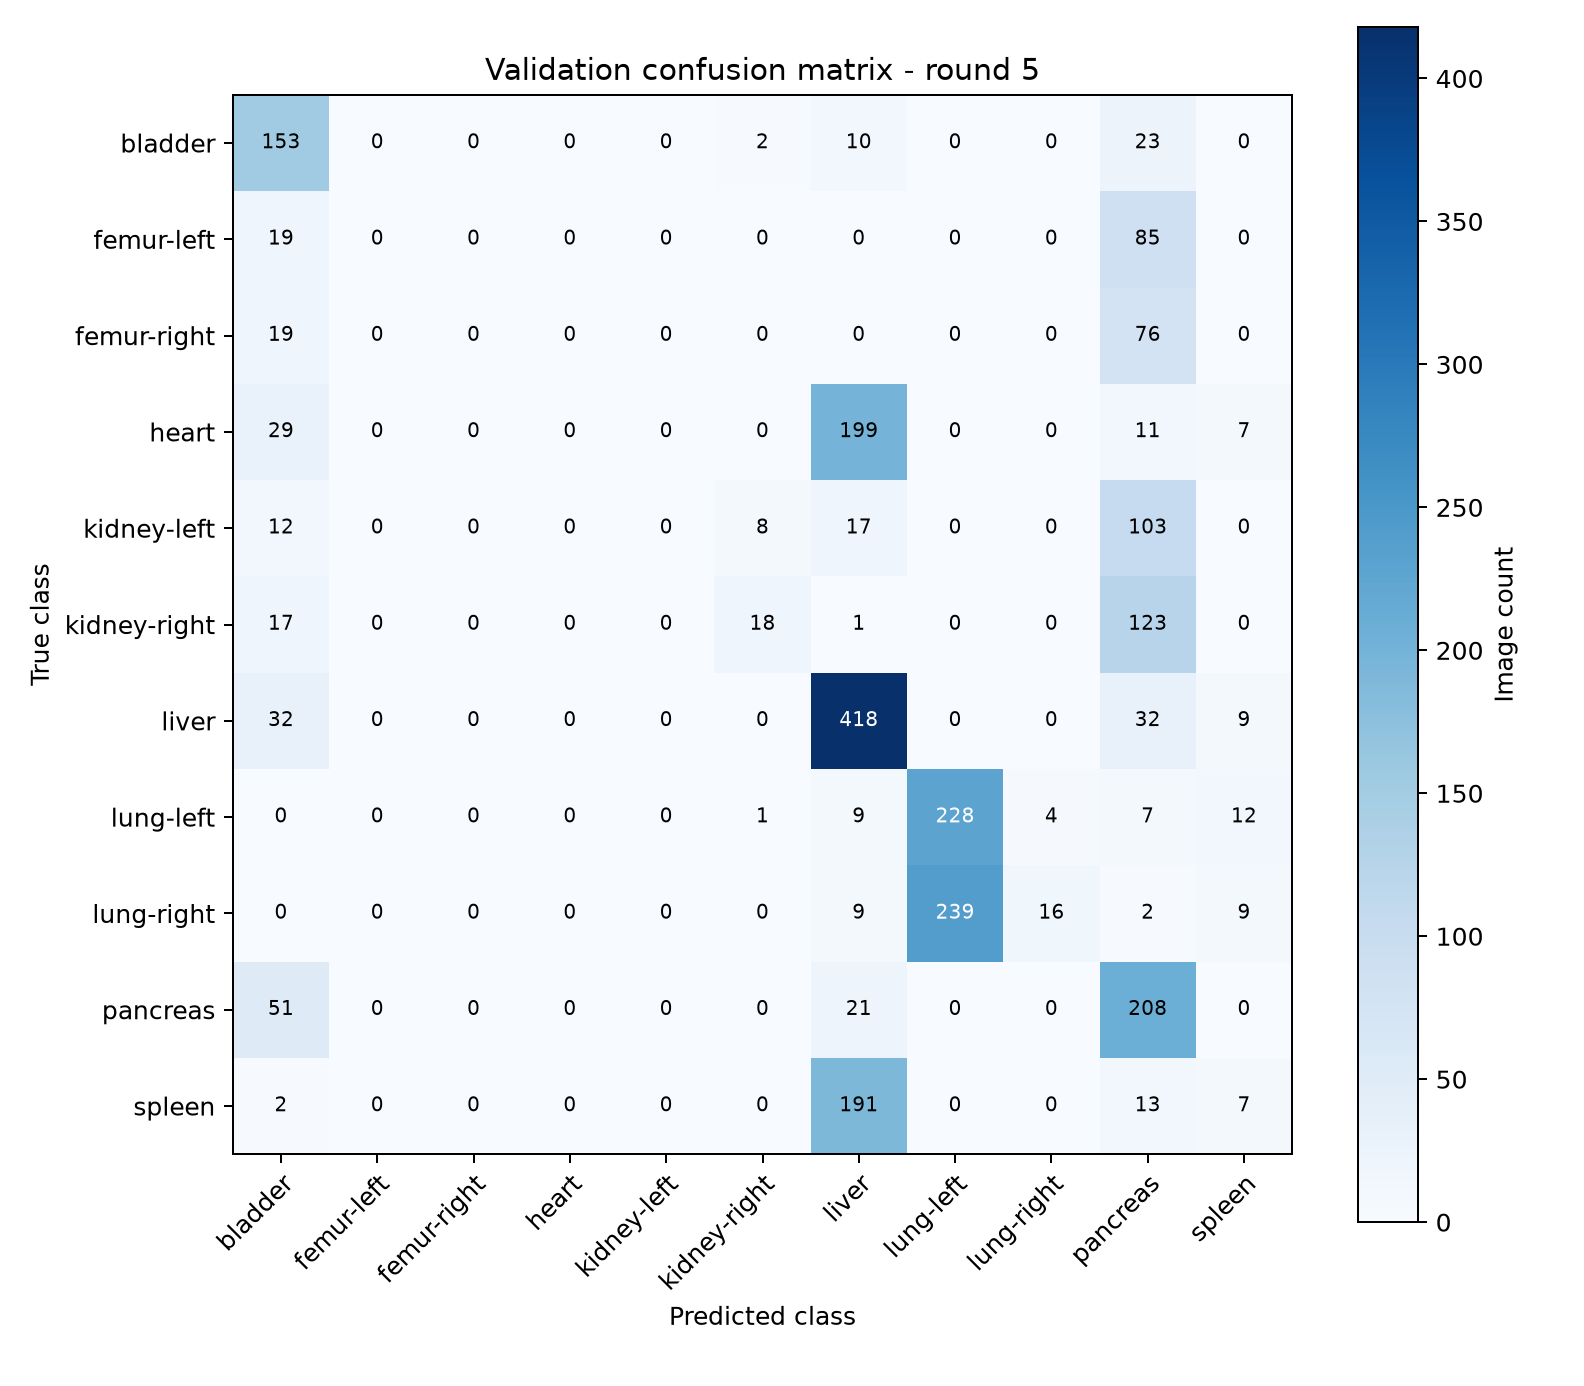 Validation confusion matrix - round 5
True class
bladder 153 0 0 0 0 2 10 0 0 23 0
femur-left 19 0 0 0 0 0 0 0 0 85 0
femur-right 19 0 0 0 0 0 0 0 0 76 0
heart 29 0 0 0 0 0 199 0 0 11 7
kidney-left 12 0 0 0 0 8 17 0 0 103 0
kidney-right 17 0 0 0 0 18 1 0 0 123 0
liver 32 0 0 0 0 0 418 0 0 32 9
lung-left 0 0 0 0 0 1 9 228 4 7 12
lung-right 0 0 0 0 0 0 9 239 16 2 9
pancreas 51 0 0 0 0 0 21 0 0 208 0
spleen 2 0 0 0 0 0 191 0 0 13 7
bladder femur-left femur-right heart kidney-left kidney-right liver lung-left lung-right pancreas spleen
Predicted class
400
350
300
250
200
150
100
50
0
Image count